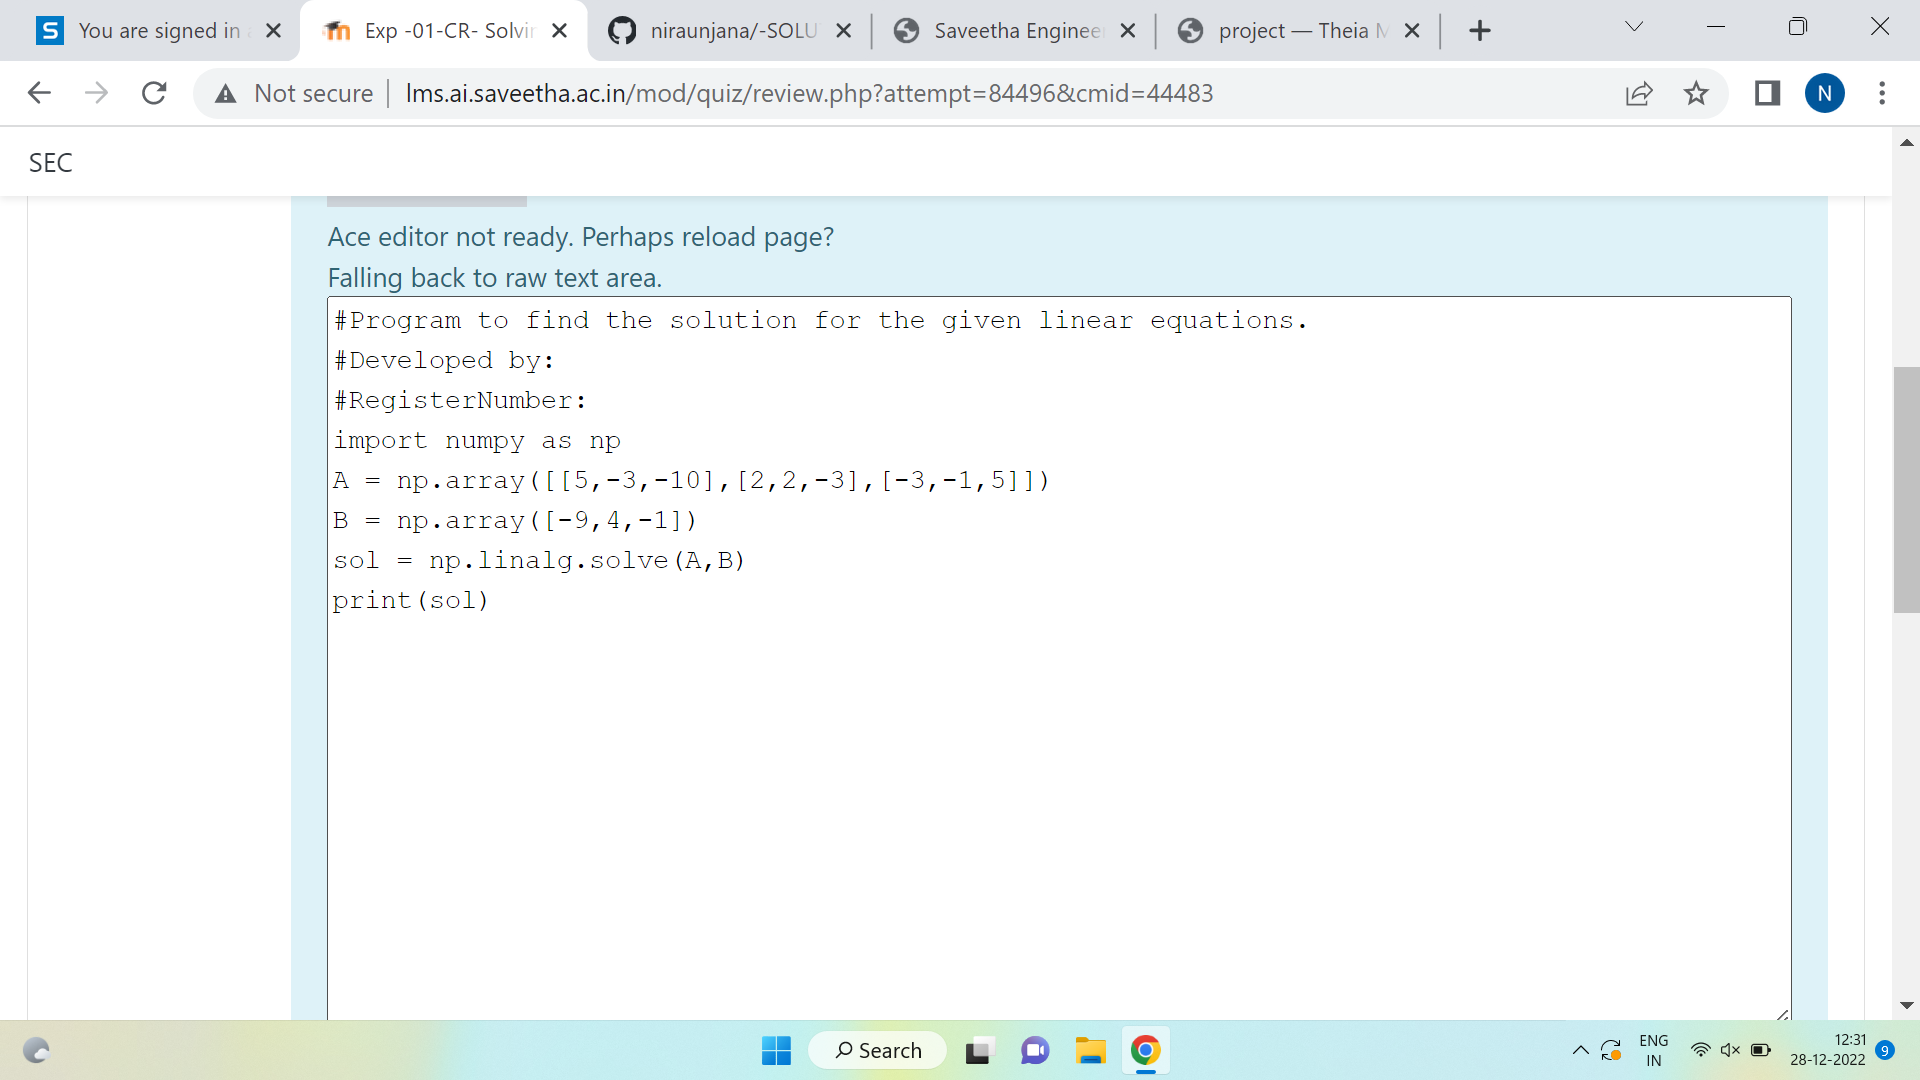 You are signed in
Exp -01-CR- Solvi
niraunjana/-SOLU
Saveetha Enginee
project — Theia
Not secure
lms.ai.saveetha.ac.in/mod/quiz/review.php?attempt=84496&cmid=44483
N
SEC
Ace editor not ready. Perhaps reload page?
Falling back to raw text area.
#Program to find the solution for the given linear equations.
#Developed by:
#RegisterNumber:
import numpy as np
A = np.array([[5,-3,-10],[2,2,-3],[-3,-1,5]])
B = np.array([-9,4,-1])
sol = np.linalg.solve(A,B)
print(sol)
Search
ENG
IN
12:31
28-12-2022
9